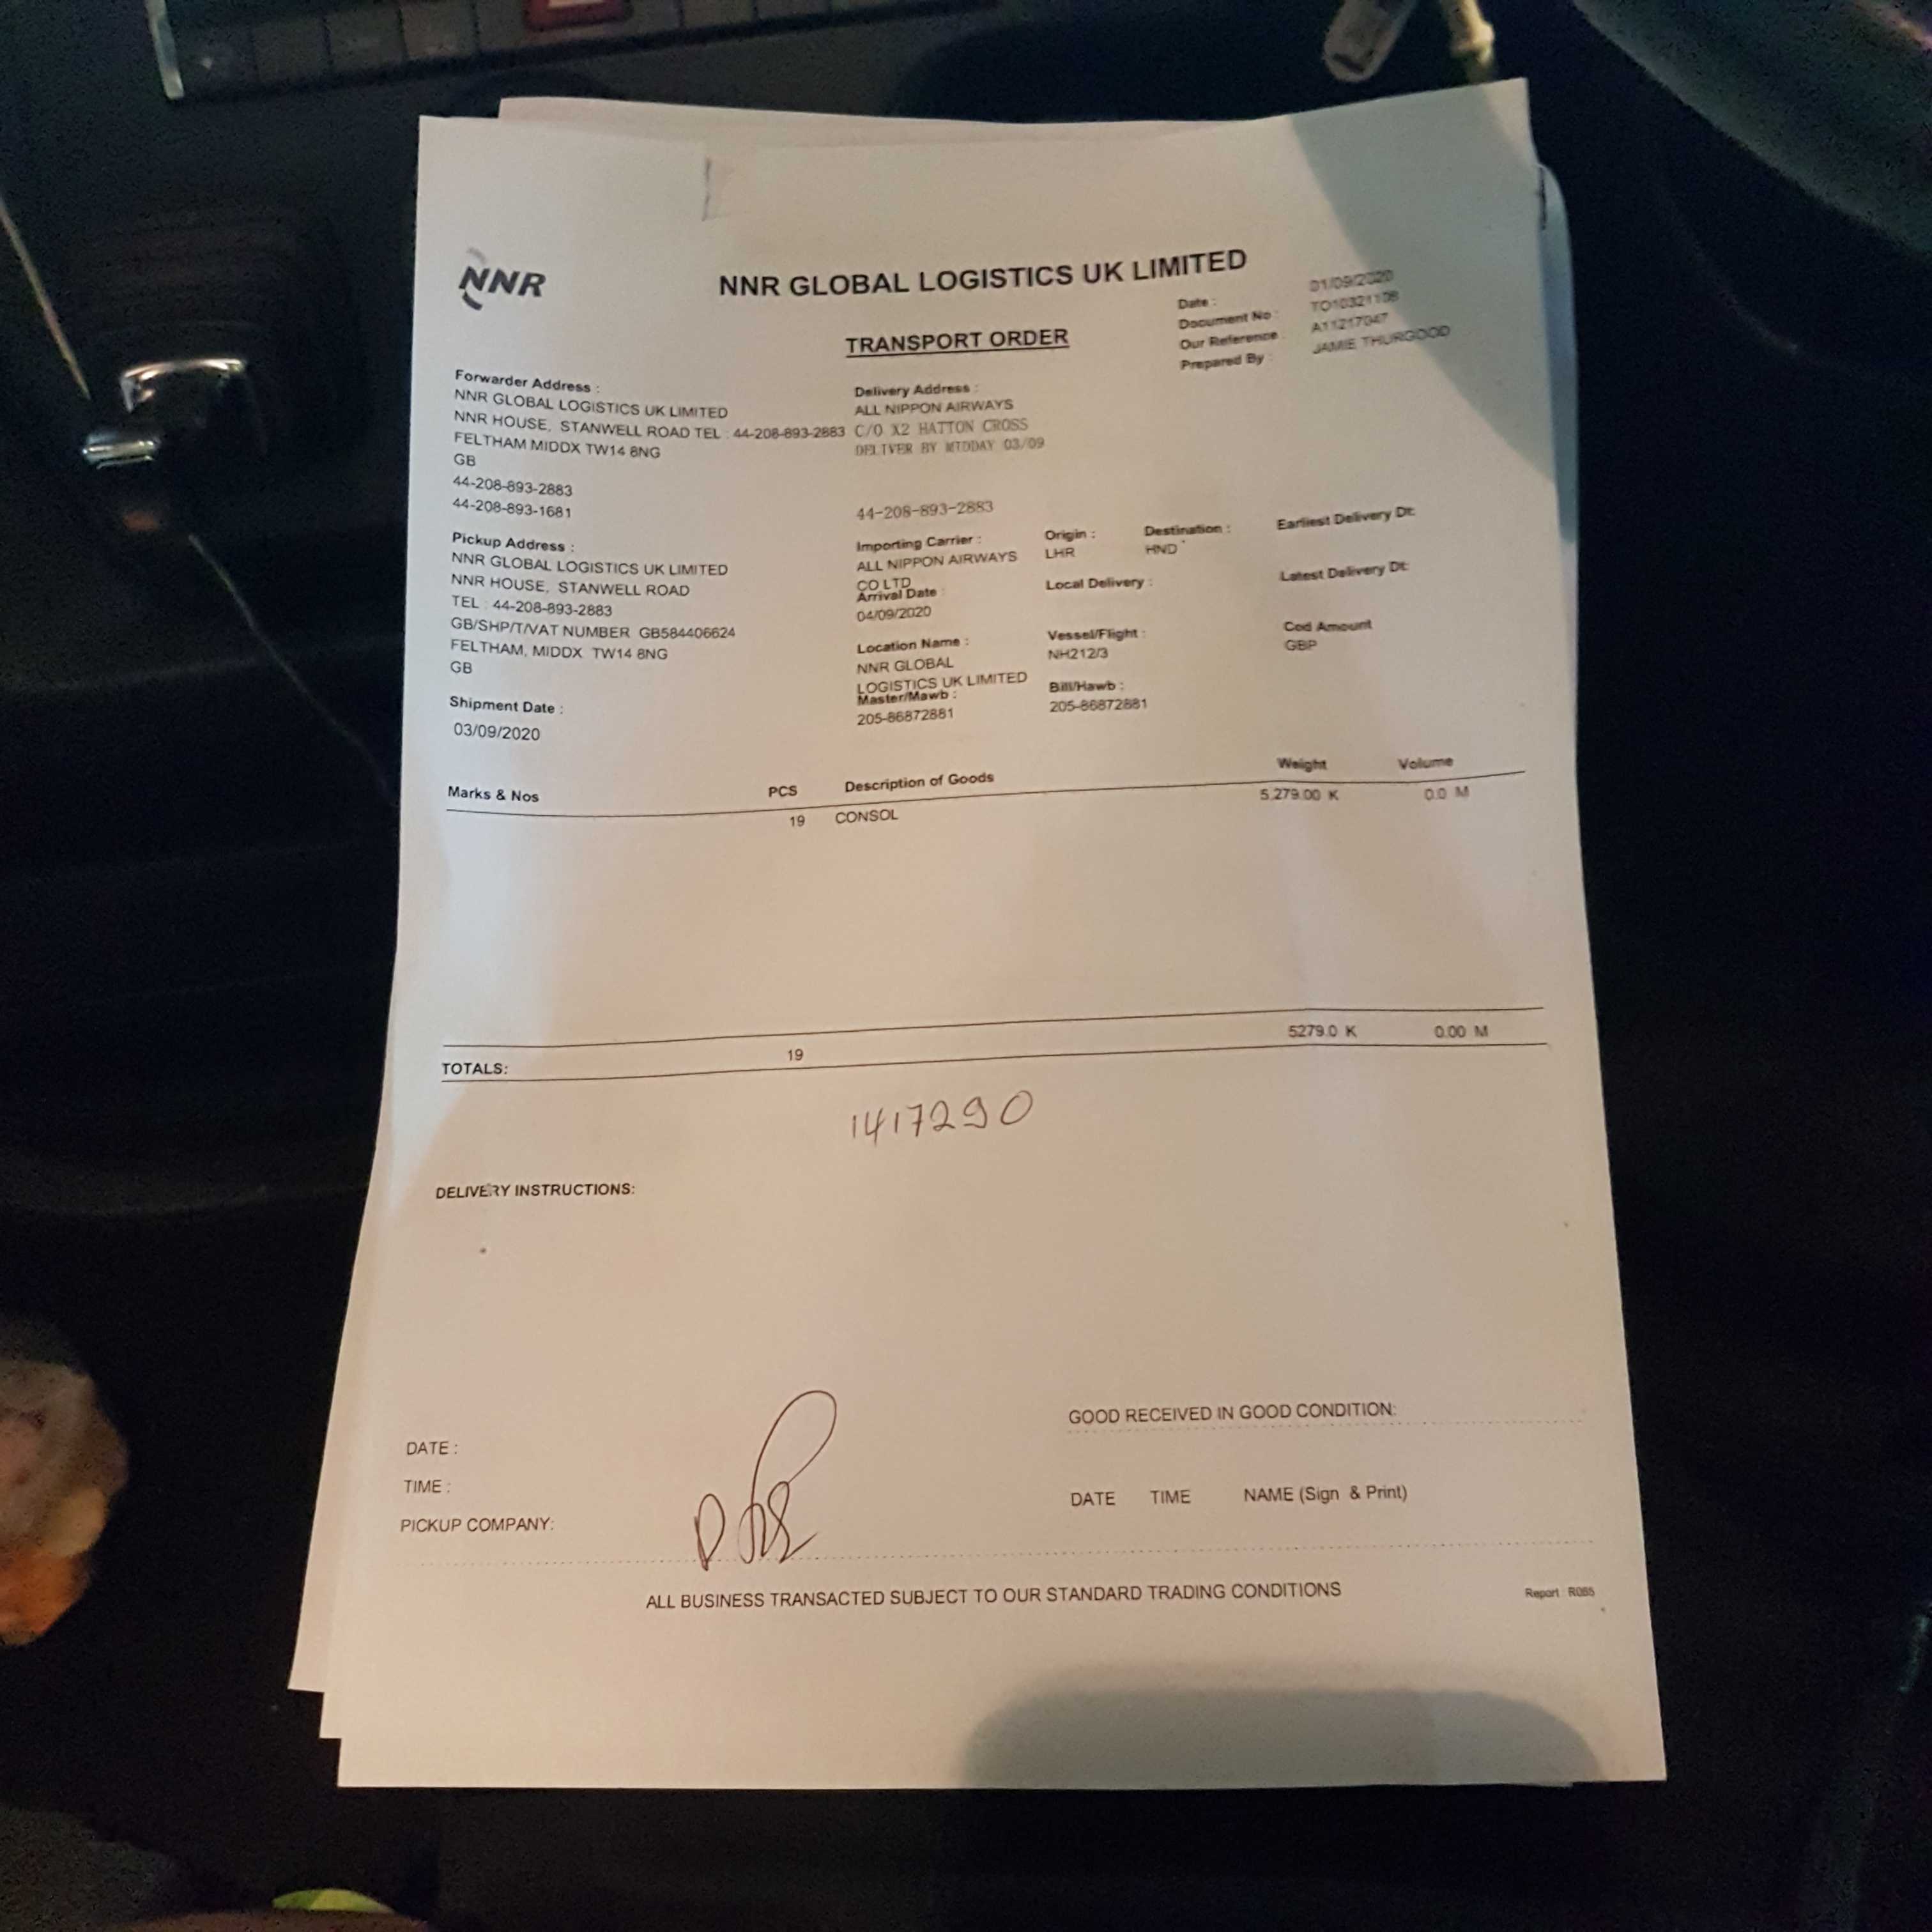 NNR
NNR GLOBAL LOGISTICS UK LIMITED
TRANSPORT ORDER
Date : 01/09/2020
Document No : TO10321108
Our Reference : A11217047
Prepared By : JAMIE THURGOOD
Forwarder Address :
NNR GLOBAL LOGISTICS UK LIMITED
NNR HOUSE, STANWELL ROAD TEL : 44-208-893-2883
FELTHAM MIDDX TW14 8NG
GB
44-208-893-2883
44-208-893-1681
Delivery Address :
ALL NIPPON AIRWAYS
C/O X2 HATTON CROSS
DELIVER BY MIDDAY 03/09
44-208-893-2883
Pickup Address :
NNR GLOBAL LOGISTICS UK LIMITED
NNR HOUSE, STANWELL ROAD
TEL : 44-208-893-2883
GB/SHP/T/VAT NUMBER GB584406624
FELTHAM, MIDDX TW14 8NG
GB
Shipment Date :
03/09/2020
Importing Carrier :
ALL NIPPON AIRWAYS
CO LTD
Arrival Date :
04/09/2020
Location Name :
NNR GLOBAL
LOGISTICS UK LIMITED
Master/Mawb :
205-86872881
Origin :
LHR
Destination :
HND
Local Delivery :
Vessel/Flight :
NH212/3
Bill/Hawb :
205-86872881
Earliest Delivery Dt:
Latest Delivery Dt:
Cod Amount
GBP
Marks & Nos PCS Description of Goods Weight Volume
19 CONSOL 5,279.00 K 0.0 M
TOTALS: 19 5279.0 K 0.00 M
1417290
DELIVERY INSTRUCTIONS:
GOOD RECEIVED IN GOOD CONDITION:
DATE :
TIME :
PICKUP COMPANY:
DATE TIME NAME (Sign & Print)
ALL BUSINESS TRANSACTED SUBJECT TO OUR STANDARD TRADING CONDITIONS
Report : R085